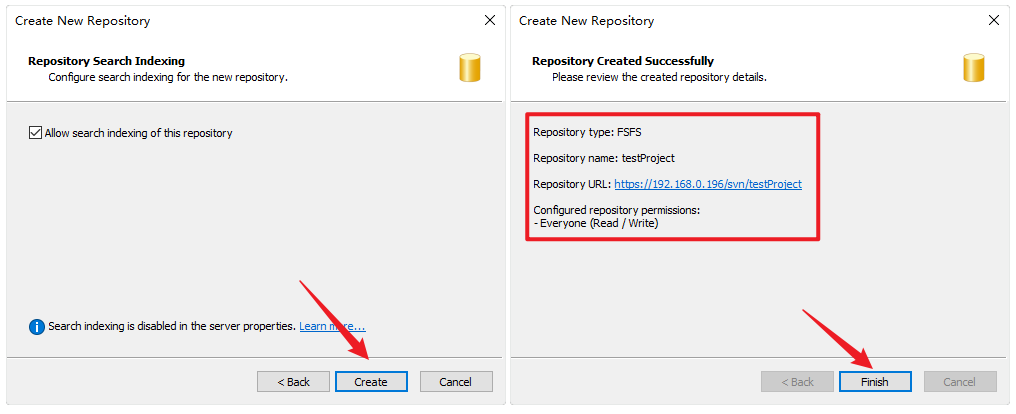 Create New Repository
Repository Search Indexing
Configure search indexing for the new repository.
Allow search indexing of this repository
Search indexing is disabled in the server properties. Learn more...
< Back
Create
Cancel
Create New Repository
Repository Created Successfully
Please review the created repository details.
Repository type: FSFS
Repository name: testProject
Repository URL: https://192.168.0.196/svn/testProject
Configured repository permissions:
- Everyone (Read / Write)
< Back
Finish
Cancel